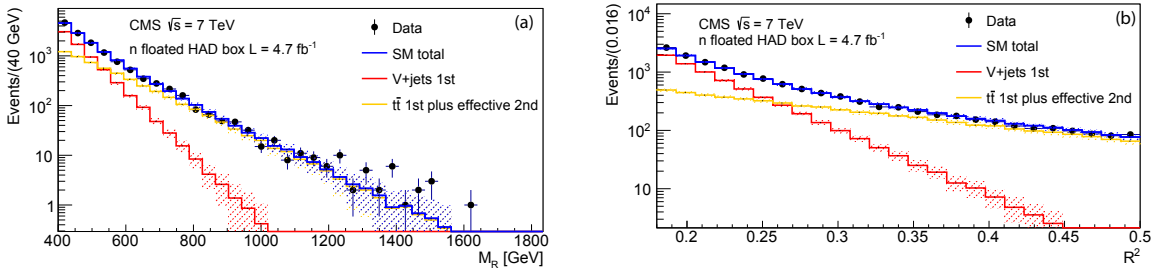 CMS √s = 7 TeV
n floated HAD box L = 4.7 fb⁻¹
(a)
Data
SM total
V+jets 1st
tt̄ 1st plus effective 2nd
Events/(40 GeV)
10³
10²
10
1
400 600 800 1000 1200 1400 1600 1800
M_R [GeV]
CMS √s = 7 TeV
n floated HAD box L = 4.7 fb⁻¹
(b)
Data
SM total
V+jets 1st
tt̄ 1st plus effective 2nd
Events/(0.016)
10⁴
10³
10²
10
0.2 0.25 0.3 0.35 0.4 0.45 0.5
R²